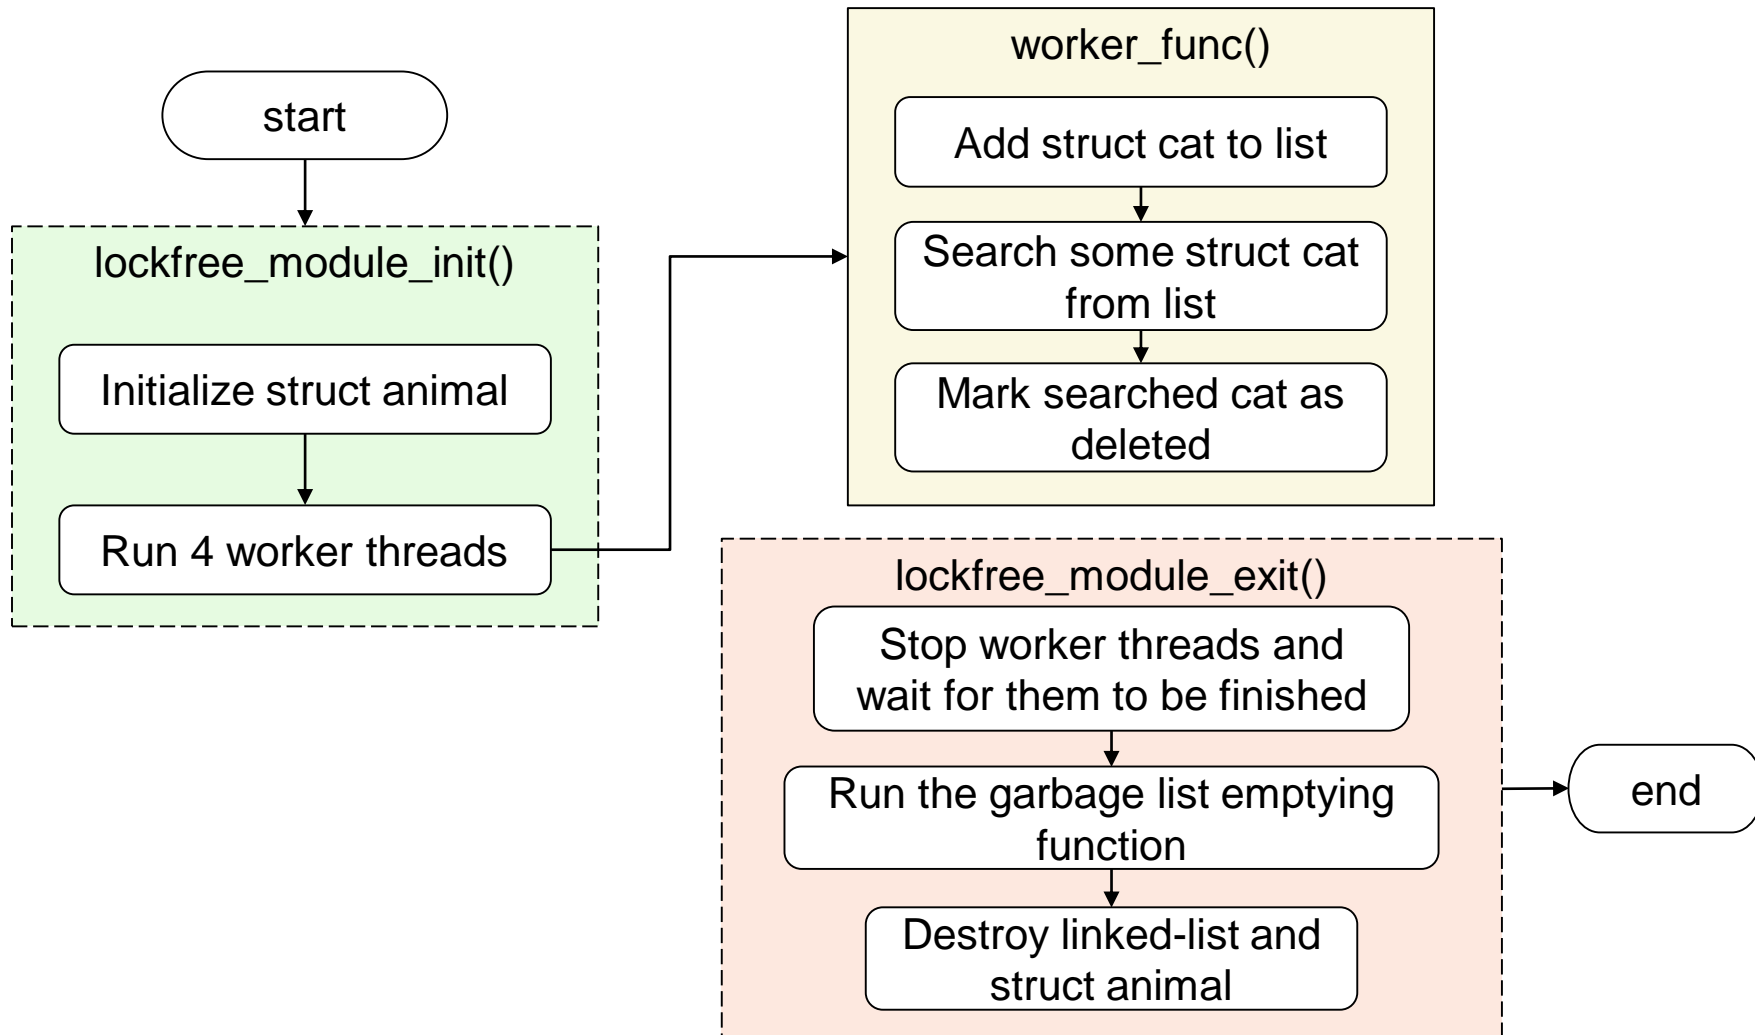 start
lockfree_module_init()
Initialize struct animal
Run 4 worker threads
worker_func()
Add struct cat to list
Search some struct cat
from list
Mark searched cat as
deleted
lockfree_module_exit()
Stop worker threads and
wait for them to be finished
Run the garbage list emptying
function
Destroy linked-list and
struct animal
end